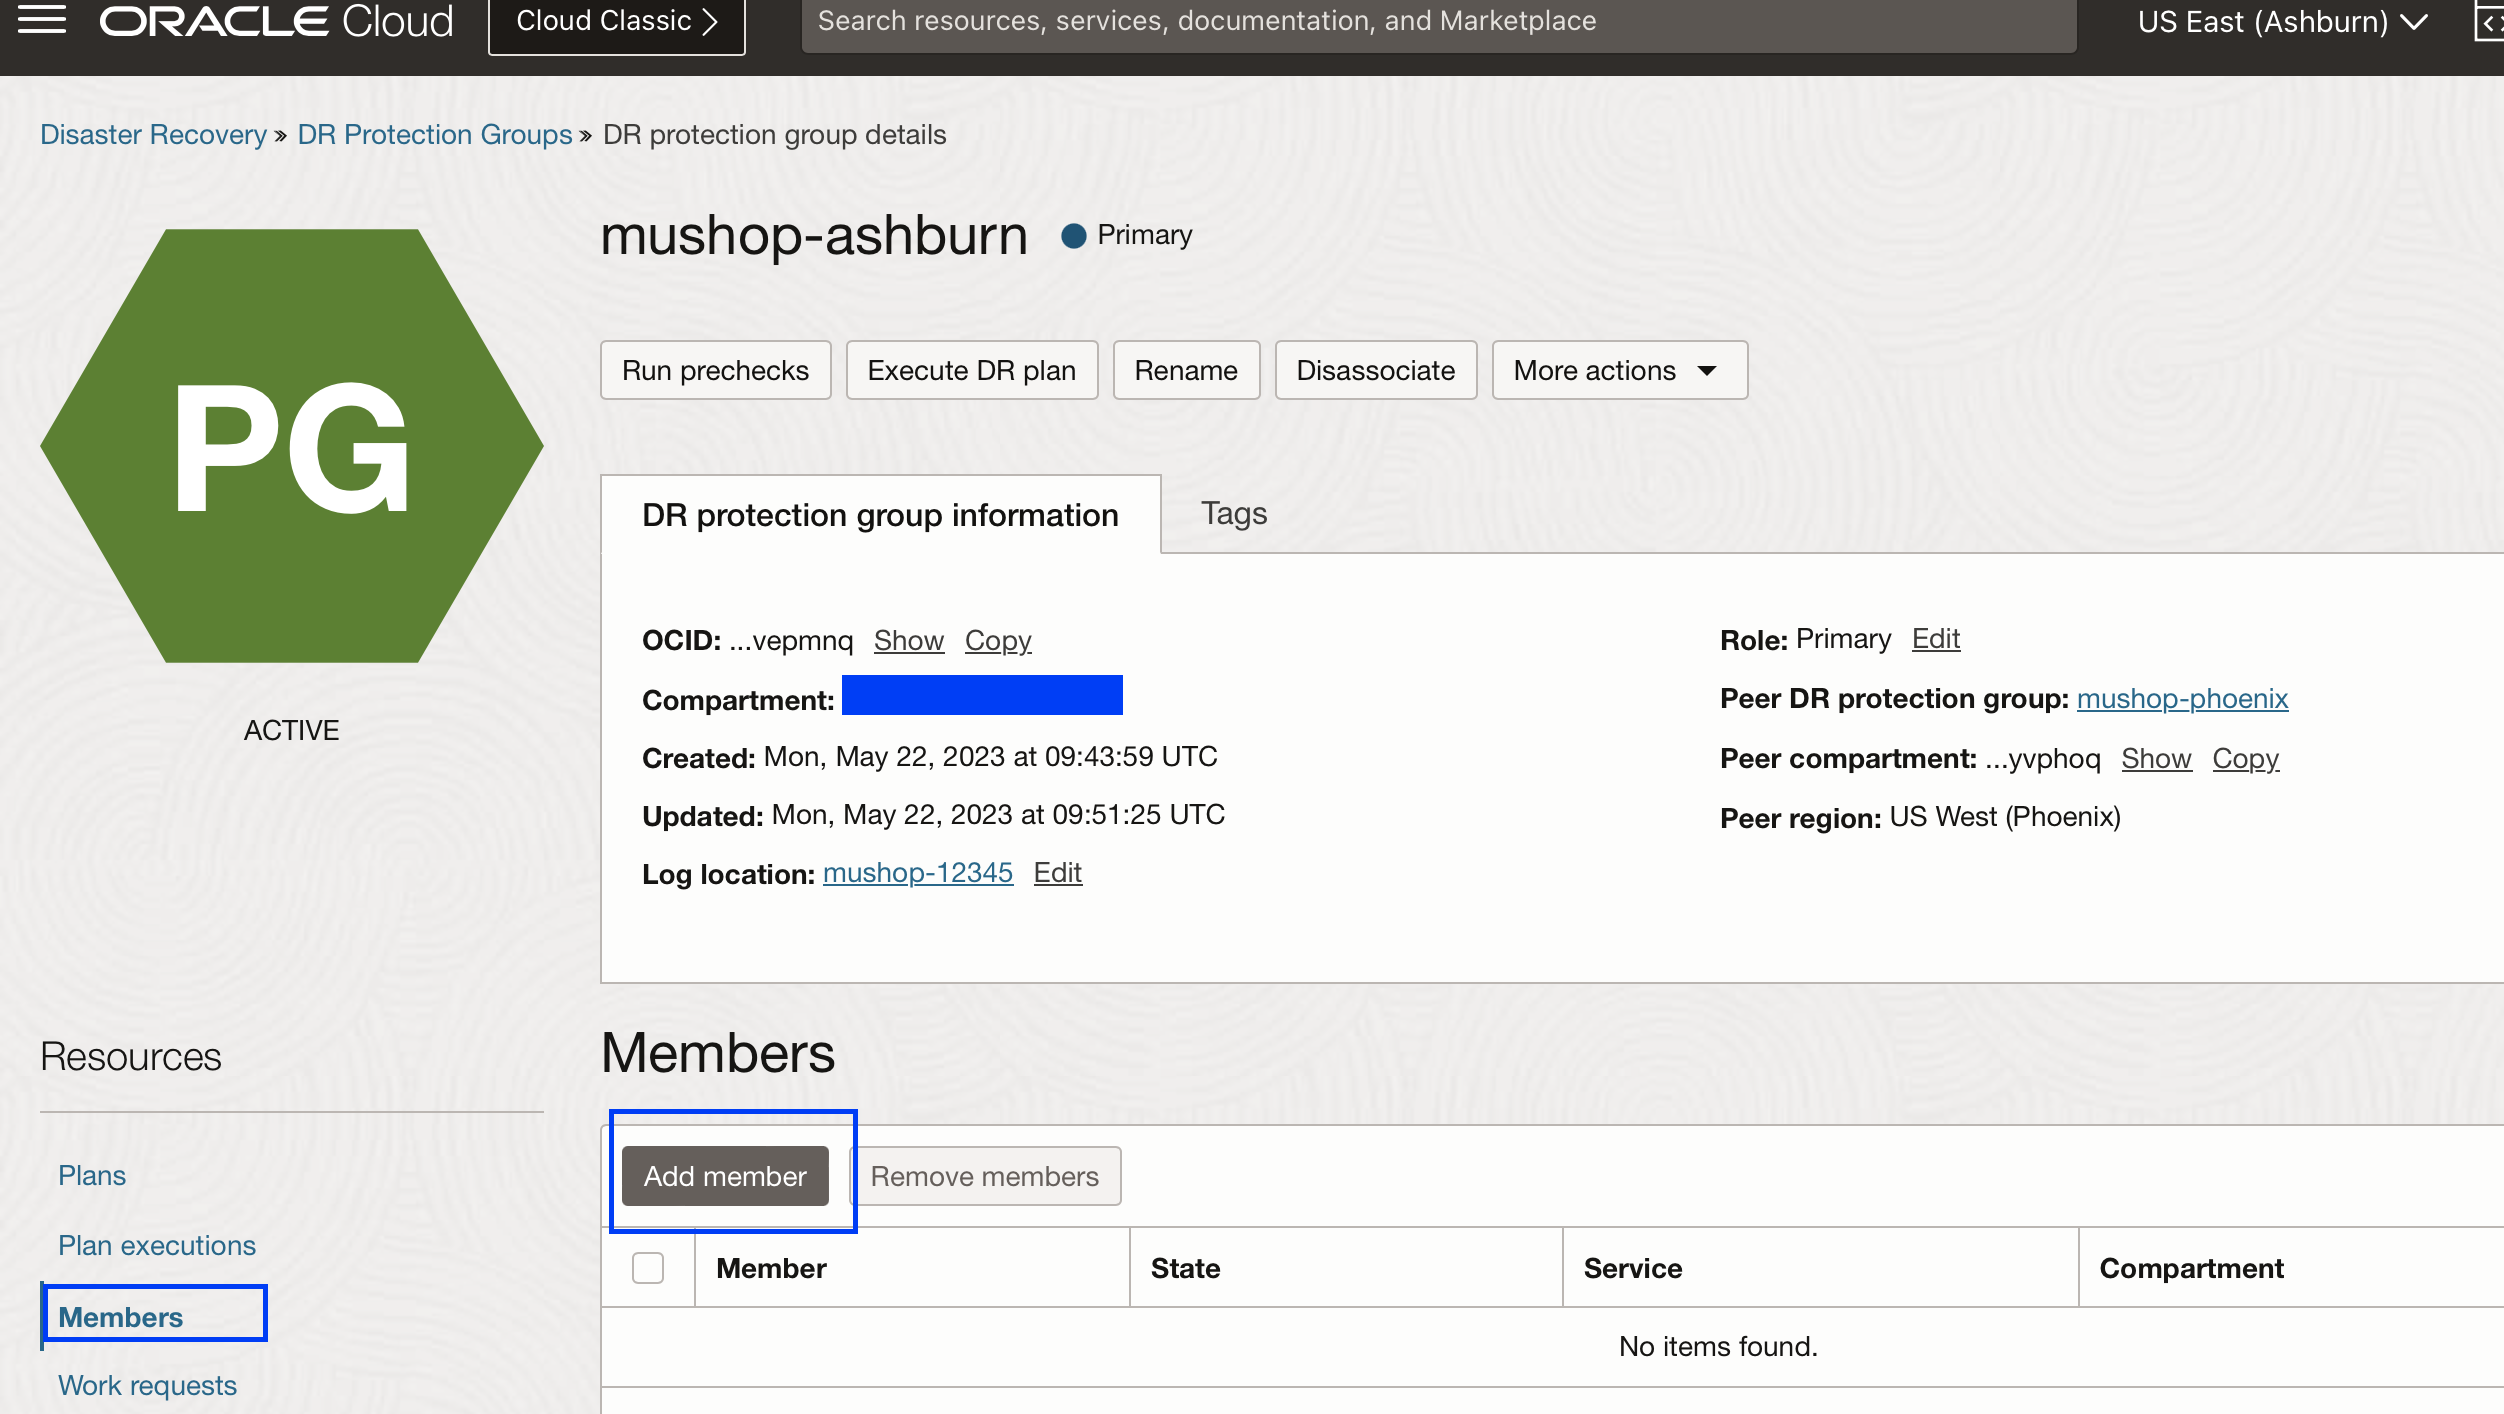 ORACLE Cloud
Cloud Classic
Search resources, services, documentation, and Marketplace
US East (Ashburn)
Disaster Recovery » DR Protection Groups » DR protection group details
mushop-ashburn
Primary
PG
ACTIVE
Run prechecks
Execute DR plan
Rename
Disassociate
More actions
DR protection group information
Tags
OCID: ...vepmnq Show Copy
Compartment:
Created: Mon, May 22, 2023 at 09:43:59 UTC
Updated: Mon, May 22, 2023 at 09:51:25 UTC
Log location: mushop-12345 Edit
Role: Primary Edit
Peer DR protection group: mushop-phoenix
Peer compartment: ...yvphoq Show Copy
Peer region: US West (Phoenix)
Resources
Plans
Plan executions
Members
Work requests
Members
Add member
Remove members
Member State Service Compartment
No items found.